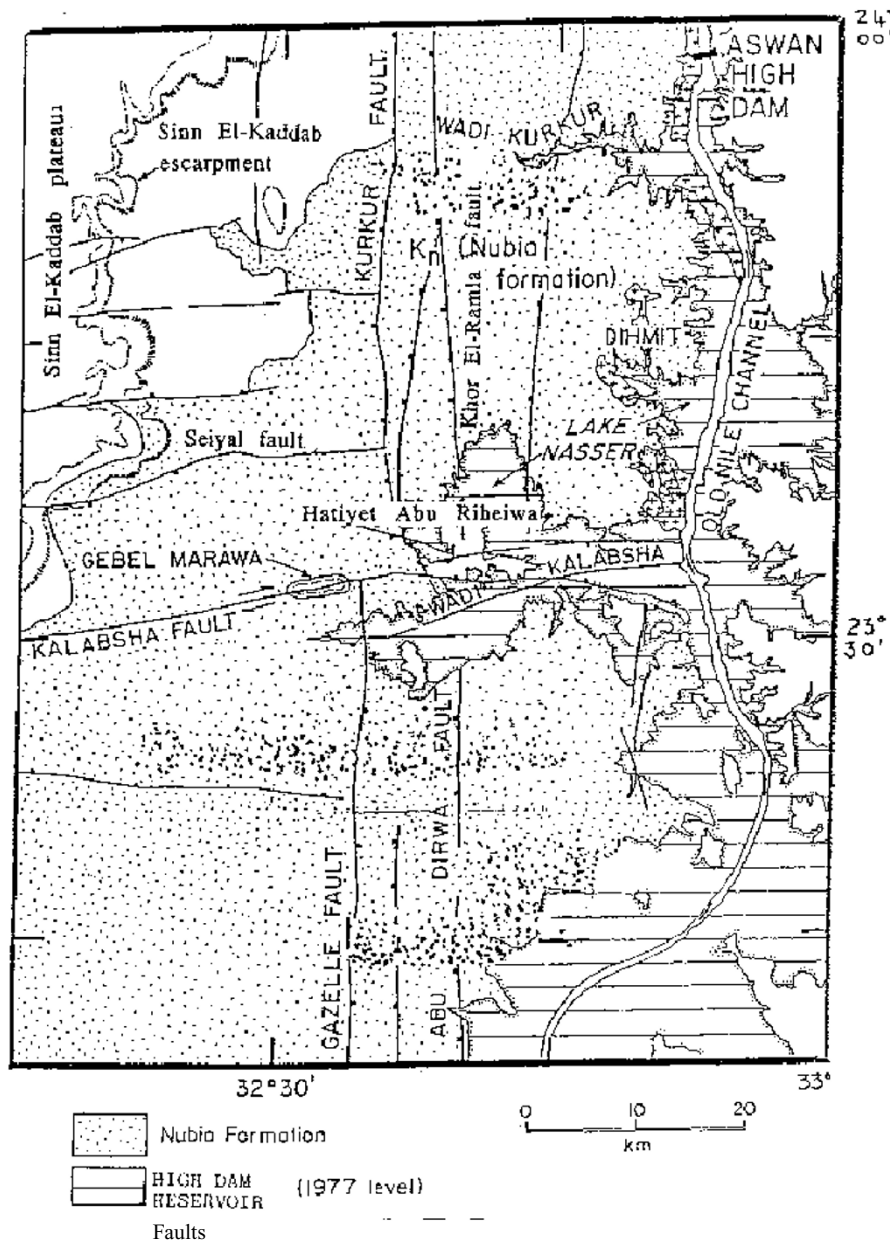 24°
00'
ASWAN
HIGH
DAM
FAULT
WADI KURKUR
Sinn El-Kaddab
escarpment
Sinn El-Kaddab plateau
KURKUR
Khor El-Ramla fault
Kn (Nubia
formation)
DIHMIT
OLD NILE CHANNEL
LAKE
NASSER
Seiyal fault
Hatiyet Abu Riheiwa
GEBEL MARAWA
KALABSHA
WADI
KALABSHA FAULT
23°
30'
GAZELLE FAULT
ABU DIRWA FAULT
32°30'
33°
Nubia Formation
0 10 20
km
HIGH DAM
RESERVOIR
(1977 level)
Faults